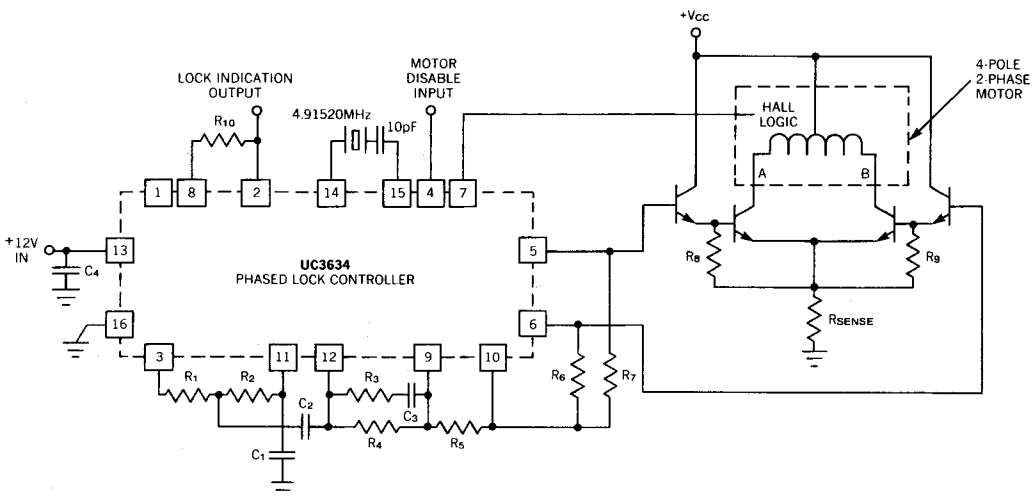 +VCC
LOCK INDICATION
OUTPUT
MOTOR
DISABLE
INPUT
4-POLE
2-PHASE
MOTOR
4.91520MHz
10pF
HALL
LOGIC
R10
A
B
1
8
2
14
15
4
7
+12V
IN
13
C4
UC3634
PHASED LOCK CONTROLLER
5
R8
R9
16
6
RSENSE
3
11
12
9
10
R1
R2
C2
R3
C3
R4
R5
R6
R7
C1